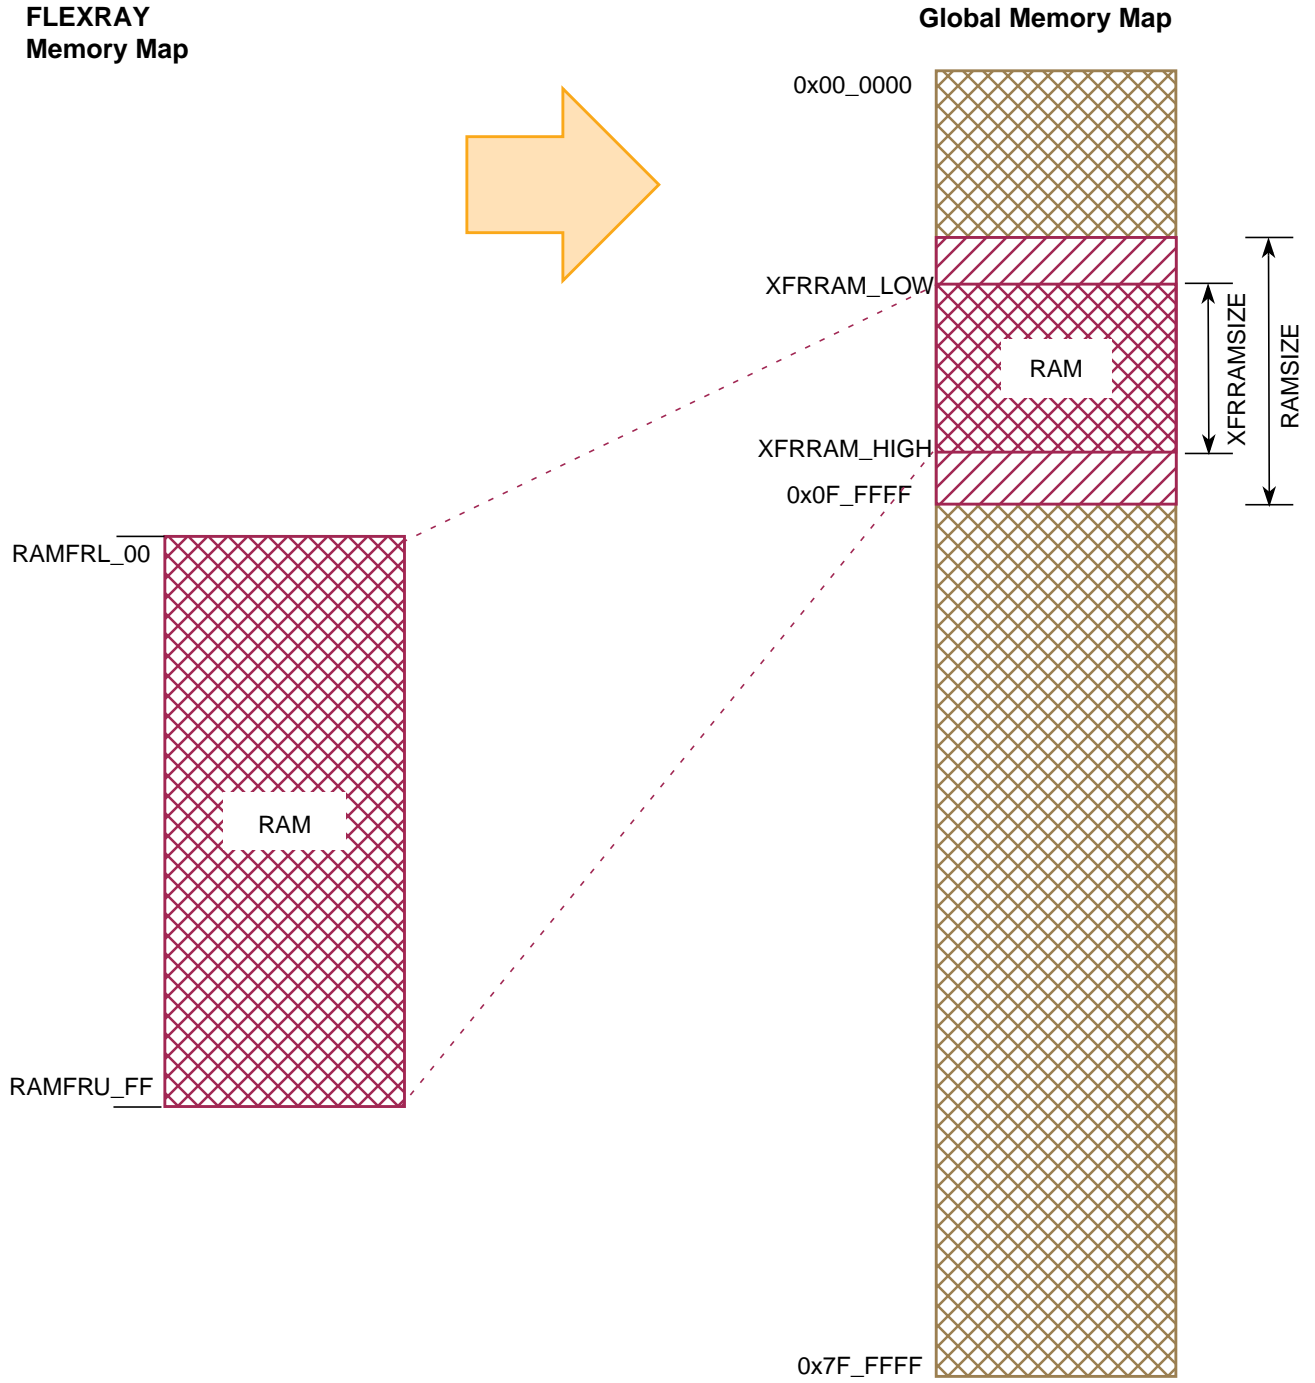 FLEXRAY
Memory Map
Global Memory Map
0x00_0000
XFRRAM_LOW
RAM
XFRRAMSIZE
RAMSIZE
XFRRAM_HIGH
0x0F_FFFF
RAMFRL_00
RAM
RAMFRU_FF
0x7F_FFFF